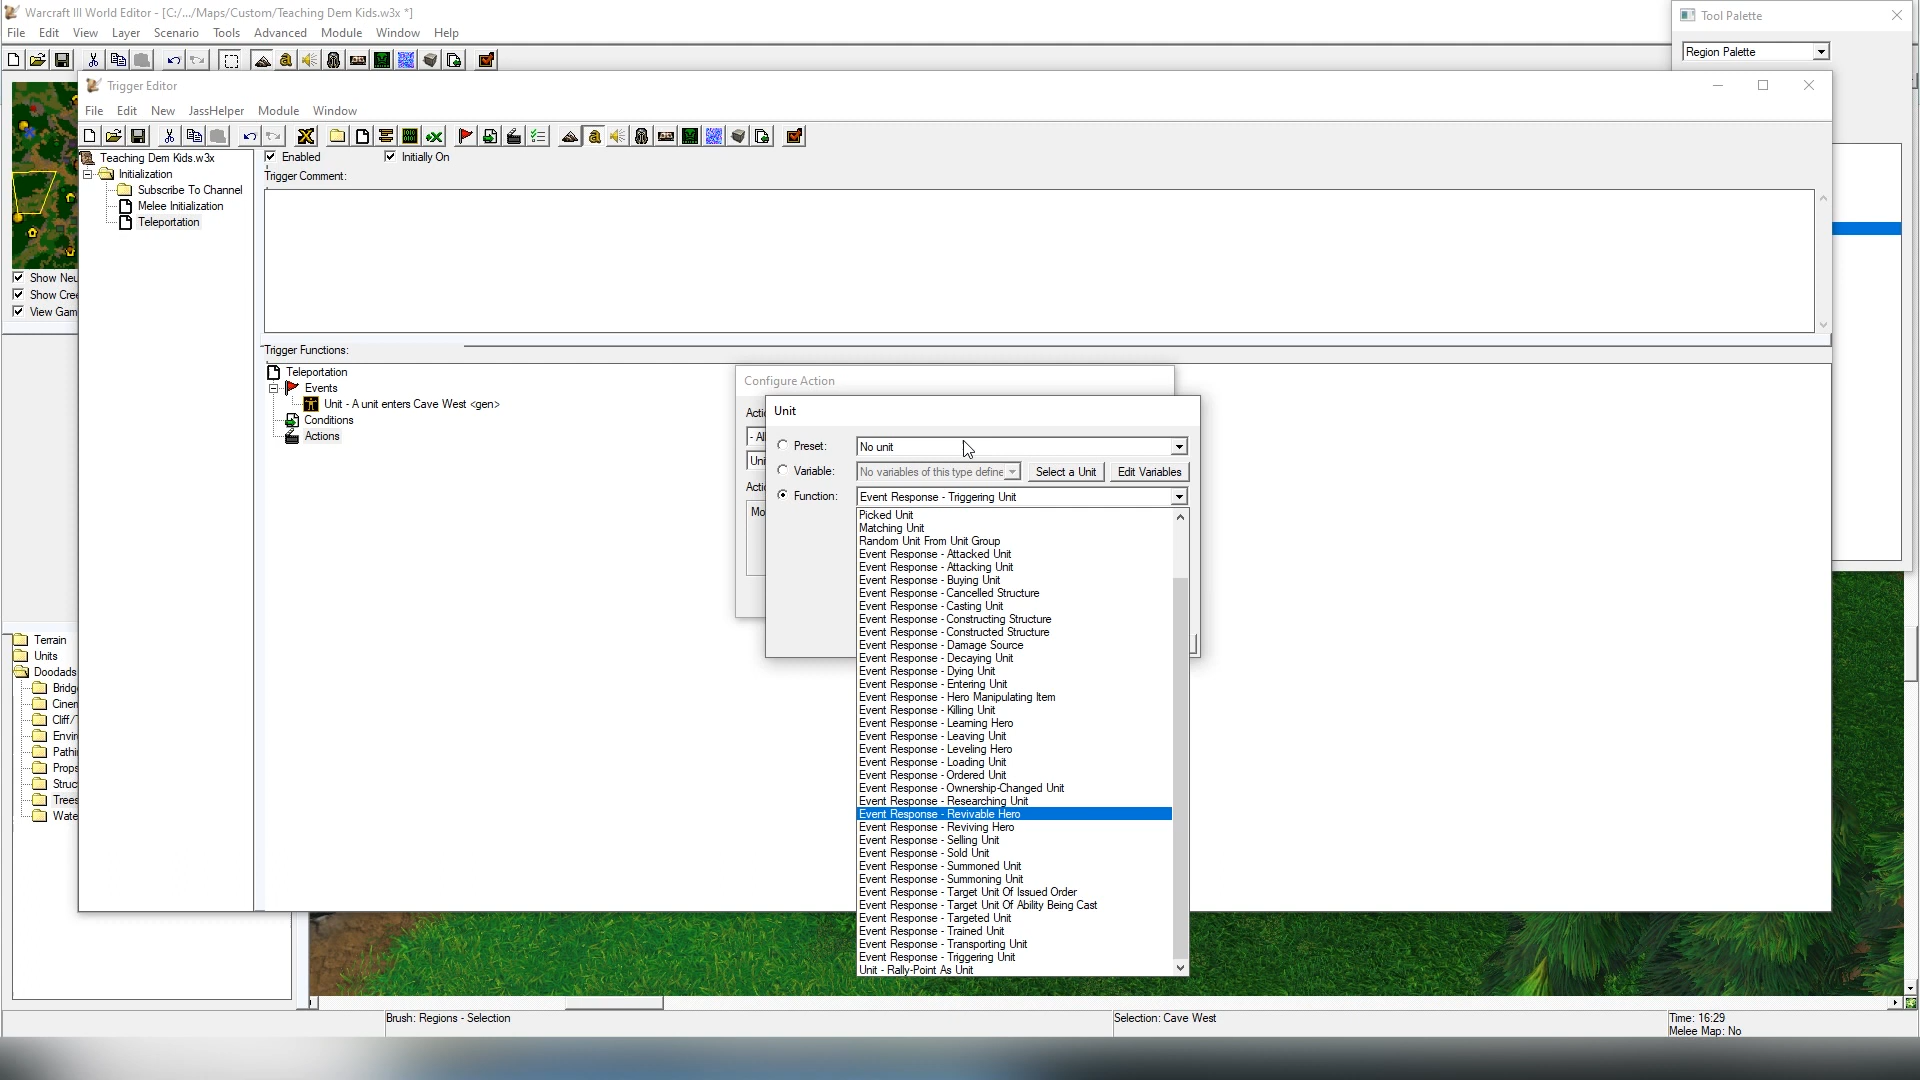 Warcraft III World Editor - [C:/.../Maps/Custom/Teaching Dem Kids.w3x *]
File Edit View Layer Scenario Tools Advanced Module Window Help
Tool Palette
Region Palette
Trigger Editor
File Edit New JassHelper Module Window
Teaching Dem Kids.w3x
Initialization
Subscribe To Channel
Melee Initialization
Teleportation
Enabled
Initially On
Trigger Comment:
Show Neu
Show Cree
View Gam
Trigger Functions:
Teleportation
Events
Unit - A unit enters Cave West <gen>
Conditions
Actions
Configure Action
Actio
- All
Uni
Actio
Mo
Unit
Preset:
No unit
Variable:
No variables of this type define
Select a Unit
Edit Variables
Function:
Event Response - Triggering Unit
Picked Unit
Matching Unit
Random Unit From Unit Group
Event Response - Attacked Unit
Event Response - Attacking Unit
Event Response - Buying Unit
Event Response - Cancelled Structure
Event Response - Casting Unit
Event Response - Constructing Structure
Event Response - Constructed Structure
Event Response - Damage Source
Event Response - Decaying Unit
Event Response - Dying Unit
Event Response - Entering Unit
Event Response - Hero Manipulating Item
Event Response - Killing Unit
Event Response - Learning Hero
Event Response - Leaving Unit
Event Response - Leveling Hero
Event Response - Loading Unit
Event Response - Ordered Unit
Event Response - Ownership-Changed Unit
Event Response - Researching Unit
Event Response - Revivable Hero
Event Response - Reviving Hero
Event Response - Selling Unit
Event Response - Sold Unit
Event Response - Summoned Unit
Event Response - Summoning Unit
Event Response - Target Unit Of Issued Order
Event Response - Target Unit Of Ability Being Cast
Event Response - Targeted Unit
Event Response - Trained Unit
Event Response - Transporting Unit
Event Response - Triggering Unit
Unit - Rally-Point As Unit
Terrain
Units
Doodads
Bridg
Cinem
Cliff/T
Envir
Pathi
Props
Struc
Trees
Wate
Brush: Regions - Selection
Selection: Cave West
Time: 16:29
Melee Map: No